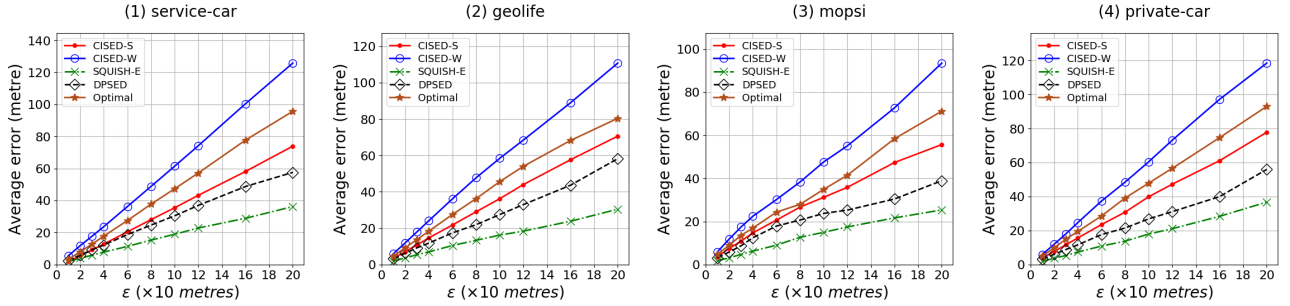 (1) service-car
140
120
100
80
60
40
20
0
Average error (metre)
CISED-S
CISED-W
SQUISH-E
DPSED
Optimal
0 2 4 6 8 10 12 14 16 18 20
ε (×10 metres)
(2) geolife
120
100
80
60
40
20
0
Average error (metre)
CISED-S
CISED-W
SQUISH-E
DPSED
Optimal
0 2 4 6 8 10 12 14 16 18 20
ε (×10 metres)
(3) mopsi
100
80
60
40
20
0
Average error (metre)
CISED-S
CISED-W
SQUISH-E
DPSED
Optimal
0 2 4 6 8 10 12 14 16 18 20
ε (×10 metres)
(4) private-car
120
100
80
60
40
20
0
Average error (metre)
CISED-S
CISED-W
SQUISH-E
DPSED
Optimal
0 2 4 6 8 10 12 14 16 18 20
ε (×10 metres)